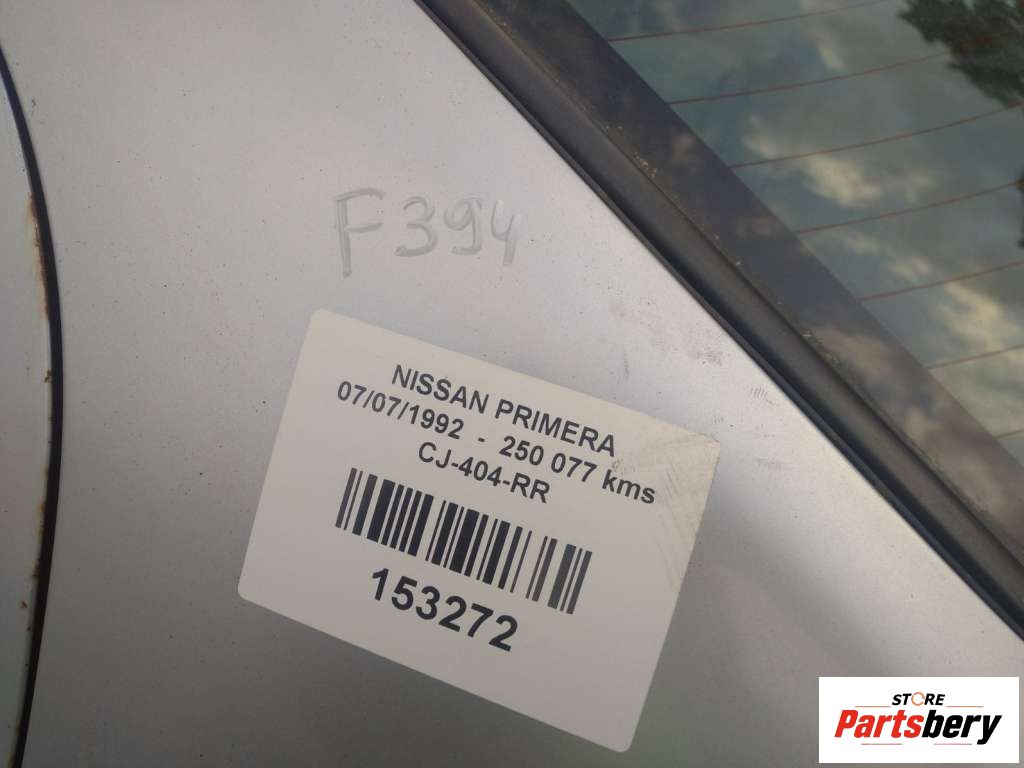 F394
NISSAN PRIMERA
07/07/1992 - 250 077 kms
CJ-404-RR
153272
STORE
Partsbery